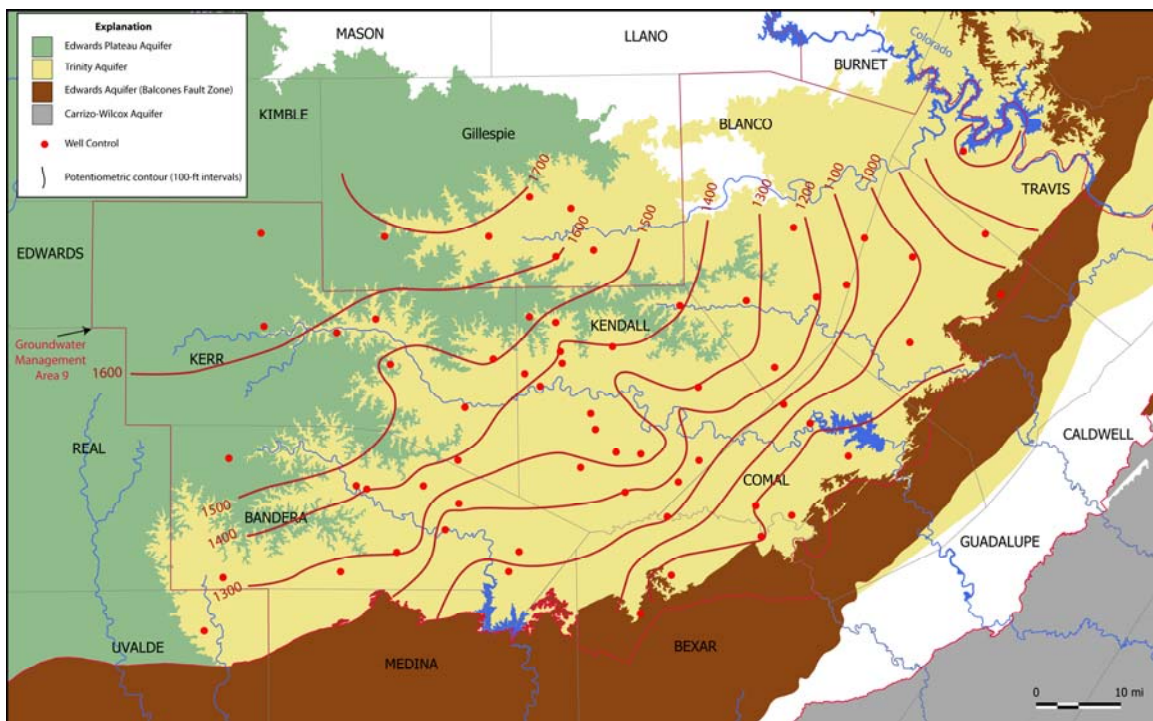 Explanation
Edwards Plateau Aquifer
Trinity Aquifer
Edwards Aquifer (Balcones Fault Zone)
Carrizo-Wilcox Aquifer
Well Control
Potentiometric contour (100-ft intervals)
MASON
LLANO
BURNET
Colorado
KIMBLE
Gillespie
BLANCO
TRAVIS
1700
1600
1500
1400
1300
1200
1100
1000
EDWARDS
Groundwater
Management
Area 9
KERR
KENDALL
1600
REAL
CALDWELL
COMAL
1500
BANDERA
1400
GUADALUPE
1300
UVALDE
MEDINA
BEXAR
0 10 mi